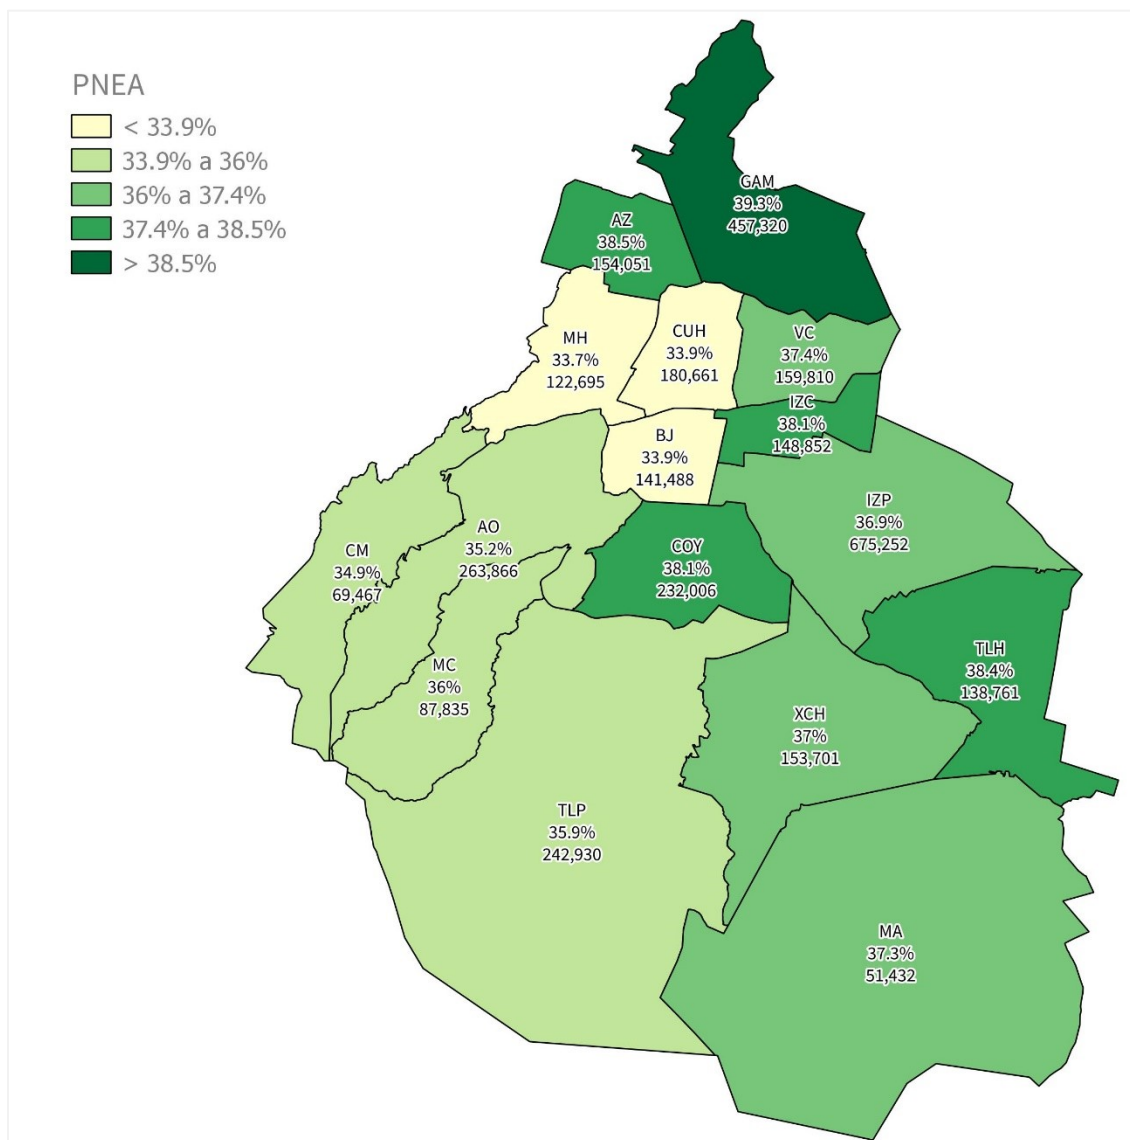 PNEA
< 33.9%
33.9% a 36%
36% a 37.4%
37.4% a 38.5%
> 38.5%
GAM
39.3%
457,320
AZ
38.5%
154,051
MH
33.7%
122,695
CUH
33.9%
180,661
VC
37.4%
159,810
IZC
38.1%
148,852
BJ
33.9%
141,488
IZP
36.9%
675,252
AO
35.2%
263,866
CM
34.9%
69,467
COY
38.1%
232,006
MC
36%
87,835
TLH
38.4%
138,761
XCH
37%
153,701
TLP
35.9%
242,930
MA
37.3%
51,432